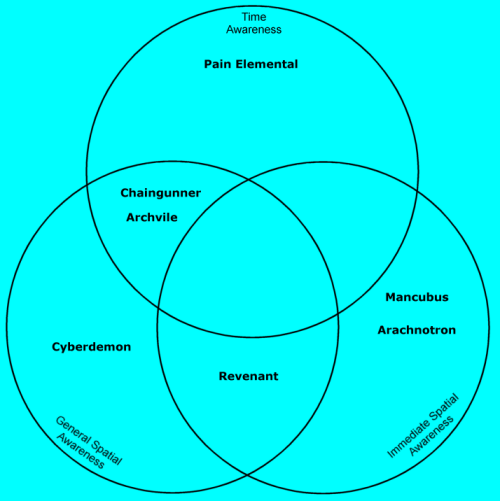 Time
Awareness
Pain Elemental
Chaingunner
Archvile
Mancubus
Arachnotron
Cyberdemon
Revenant
General Spatial
Awareness
Immediate Spatial
Awareness